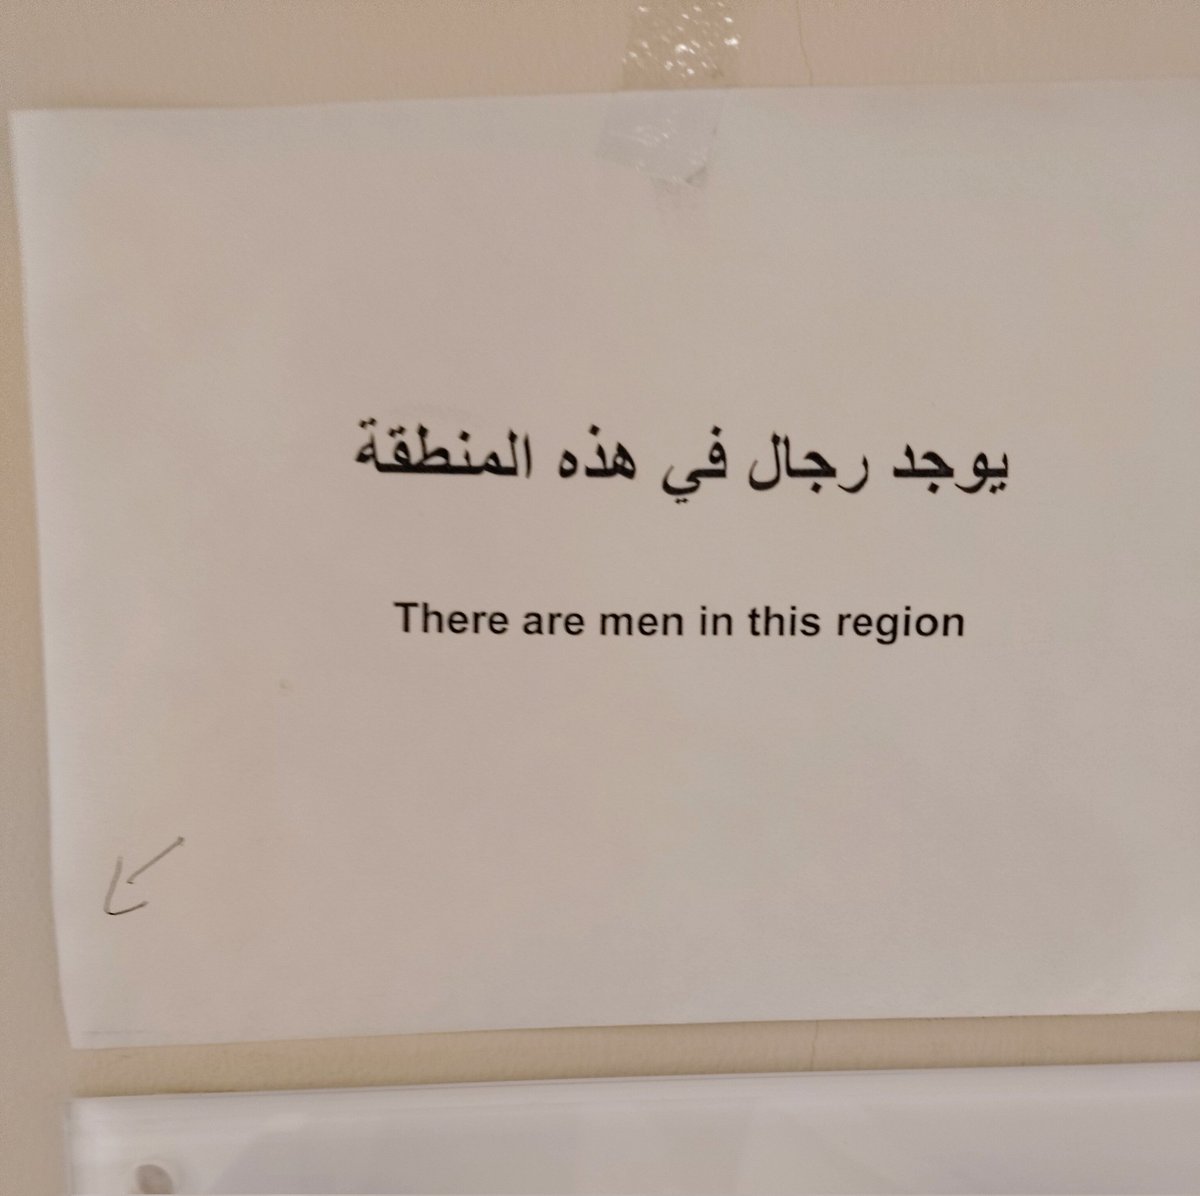 يوجد رجال في هذه المنطقة
There are men in this region